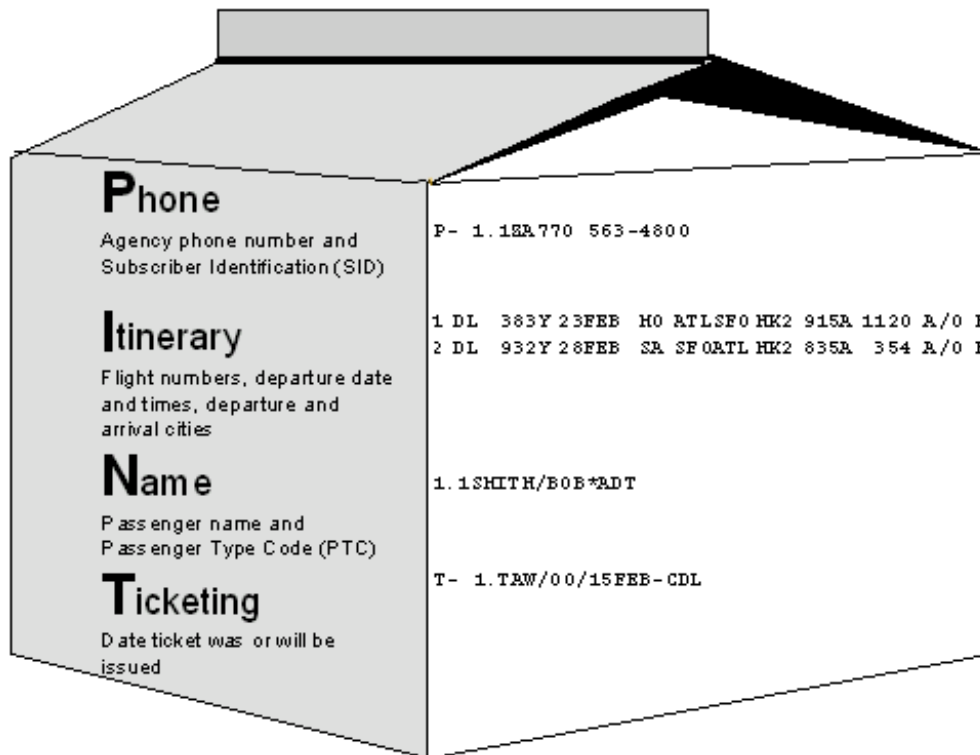 Phone
Agency phone number and
Subscriber Identification (SID)
P- 1.1SA770 563-4800
Itinerary
1 DL 383Y 23FEB MO ATLSFO HK2 915A 1120 A/O
2 DL 932Y 28FEB SA SFOATL HK2 835A 354 A/O
Flight numbers, departure date
and times, departure and
arrival cities
Name
1.1SMITH/BOB*ADT
Passenger name and
Passenger Type Code (PTC)
Ticketing
T- 1.TAW/00/15FEB-CDL
Date ticket was or will be
issued